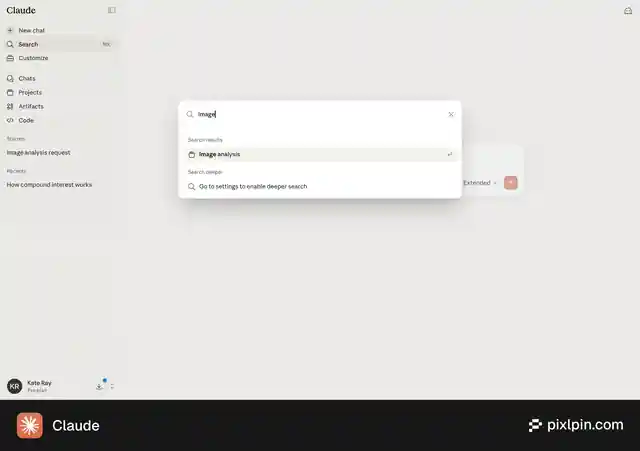 Claude
New chat
Search
Customize
Chats
Projects
Artifacts
Code
Starred
Image analysis request
Recents
How compound interest works
Image
Search results
Image analysis
Search deeper
Go to settings to enable deeper search
Extended
KR
Kate Ray
Claude
pixlpin.com